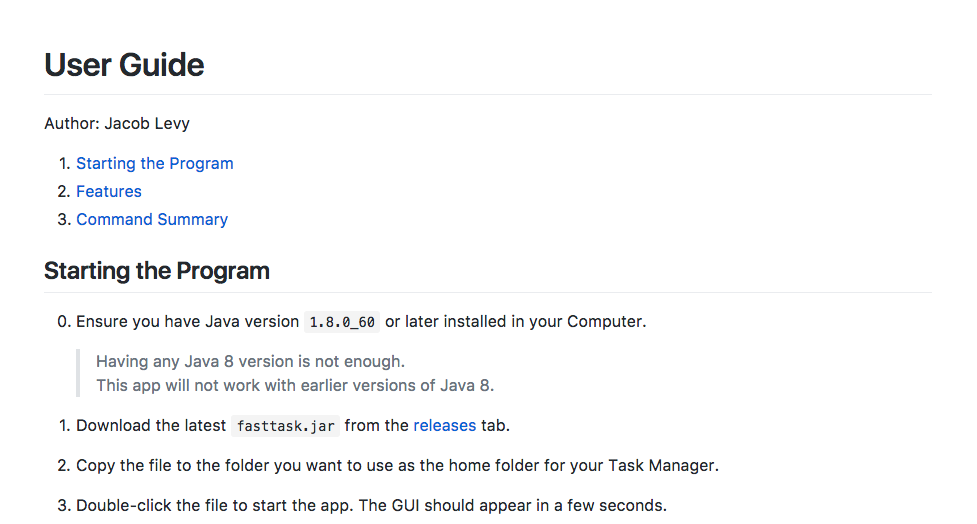 User Guide
Author: Jacob Levy
1. Starting the Program
2. Features
3. Command Summary
Starting the Program
0. Ensure you have Java version 1.8.0_60 or later installed in your Computer.
Having any Java 8 version is not enough.
This app will not work with earlier versions of Java 8.
1. Download the latest fasttask.jar from the releases tab.
2. Copy the file to the folder you want to use as the home folder for your Task Manager.
3. Double-click the file to start the app. The GUI should appear in a few seconds.